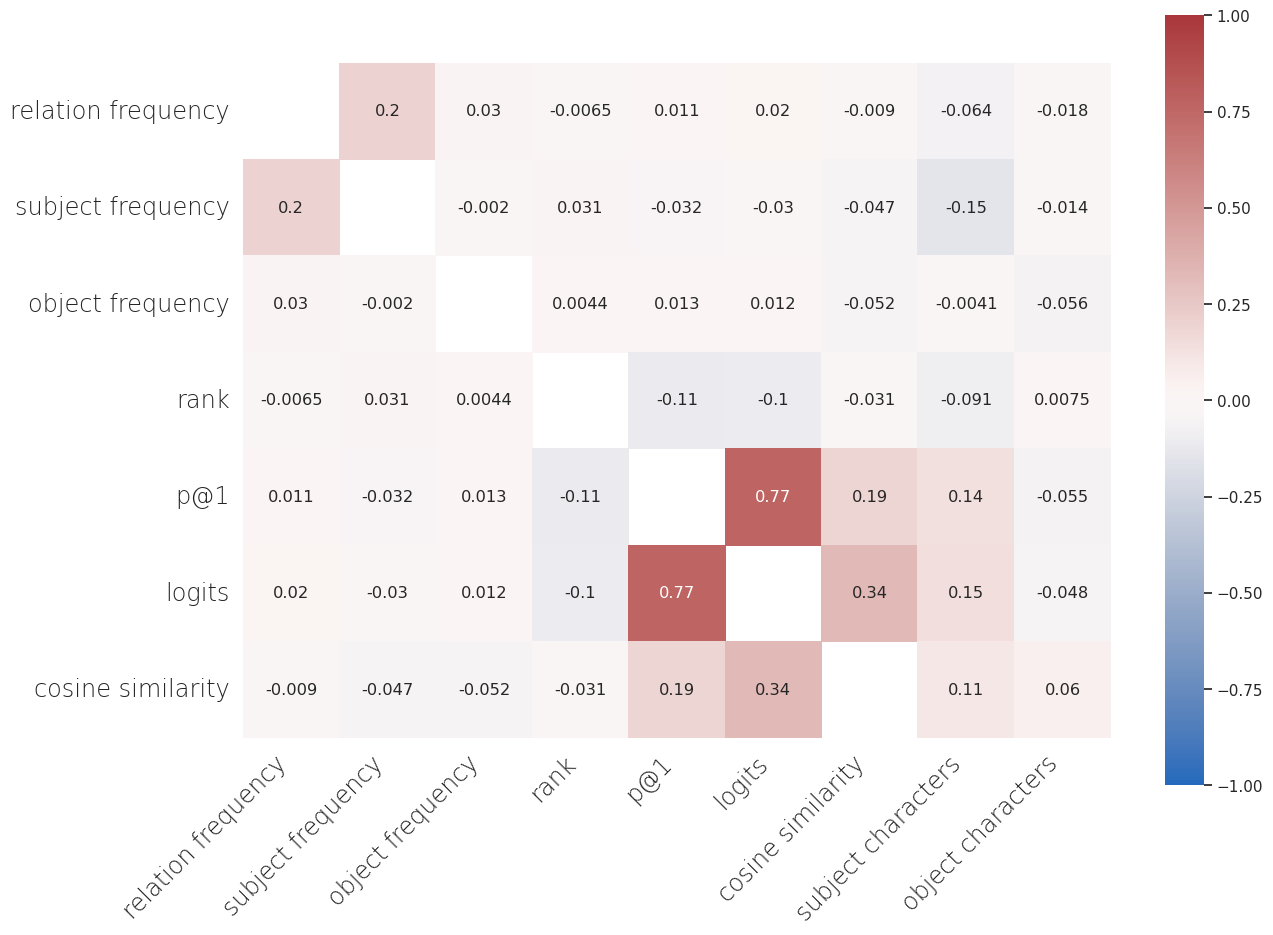 relation frequency 0.2 0.03 -0.0065 0.011 0.02 -0.009 -0.064 -0.018
subject frequency 0.2 -0.002 0.031 -0.032 -0.03 -0.047 -0.15 -0.014
object frequency 0.03 -0.002 0.0044 0.013 0.012 -0.052 -0.0041 -0.056
rank -0.0065 0.031 0.0044 -0.11 -0.1 -0.031 -0.091 0.0075
p@1 0.011 -0.032 0.013 -0.11 0.77 0.19 0.14 -0.055
logits 0.02 -0.03 0.012 -0.1 0.77 0.34 0.15 -0.048
cosine similarity -0.009 -0.047 -0.052 -0.031 0.19 0.34 0.11 0.06
relation frequency
subject frequency
object frequency
rank
p@1
logits
cosine similarity
subject characters
object characters
1.00
0.75
0.50
0.25
0.00
−0.25
−0.50
−0.75
−1.00